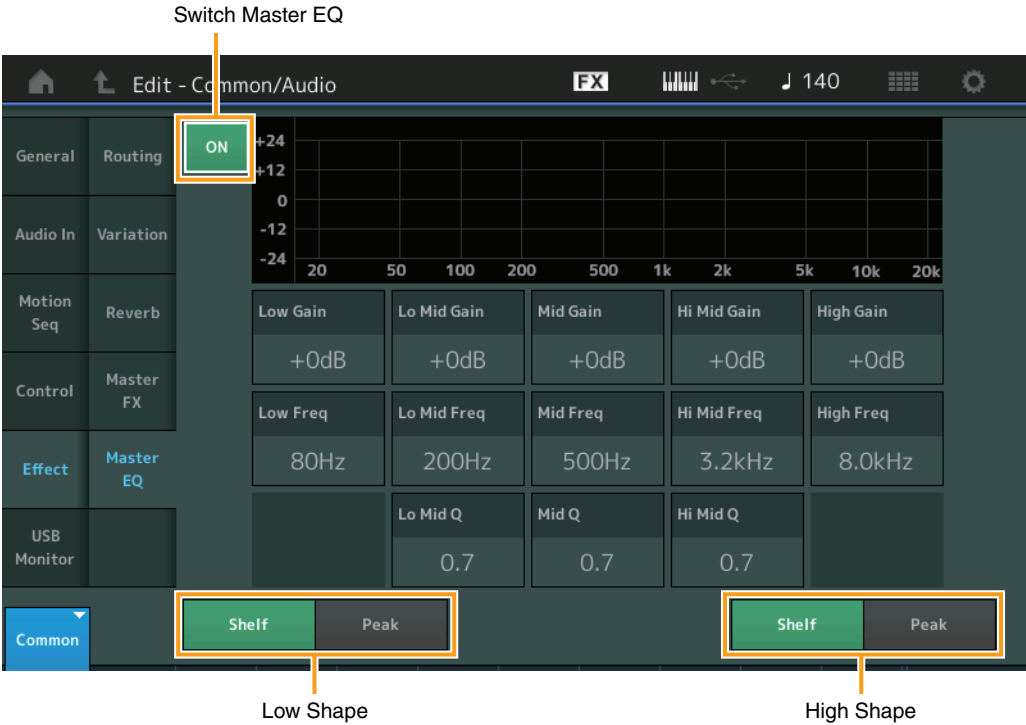 Switch Master EQ
Edit - Common/Audio FX 140
General Routing ON
Audio In Variation
Motion Seq
Reverb
Control
Master FX
Effect
Master EQ
USB Monitor
Common
+24
+12
0
-12
-24
20 50 100 200 500 1k 2k 5k 10k 20k
Low Gain Lo Mid Gain Mid Gain Hi Mid Gain High Gain
+0dB +0dB +0dB +0dB +0dB
Low Freq Lo Mid Freq Mid Freq Hi Mid Freq High Freq
80Hz 200Hz 500Hz 3.2kHz 8.0kHz
Lo Mid Q Mid Q Hi Mid Q
0.7 0.7 0.7
Shelf Peak Shelf Peak
Low Shape High Shape